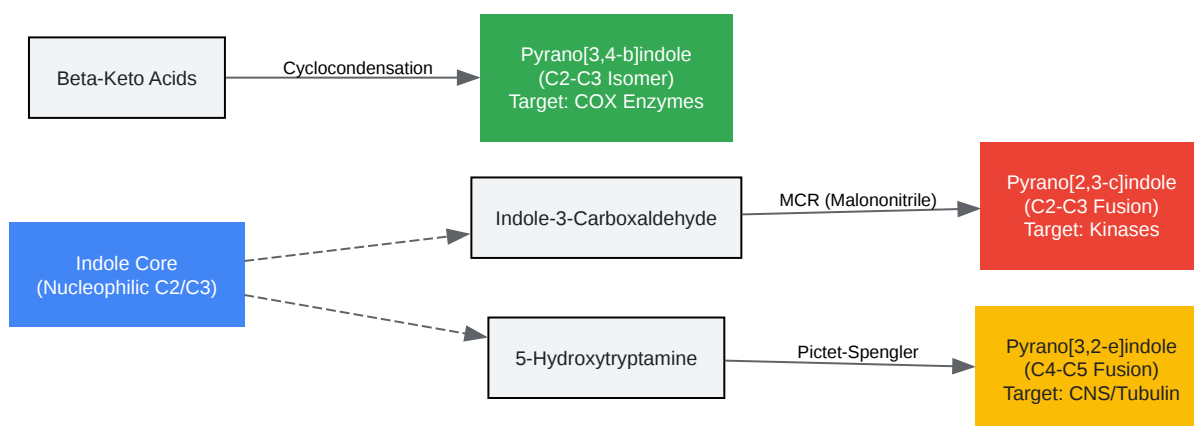 Beta-Keto Acids
Cyclocondensation
Pyrano[3,4-b]indole
(C2-C3 Isomer)
Target: COX Enzymes
Indole Core
(Nucleophilic C2/C3)
Indole-3-Carboxaldehyde
MCR (Malononitrile)
Pyrano[2,3-c]indole
(C2-C3 Fusion)
Target: Kinases
5-Hydroxytryptamine
Pictet-Spengler
Pyrano[3,2-e]indole
(C4-C5 Fusion)
Target: CNS/Tubulin